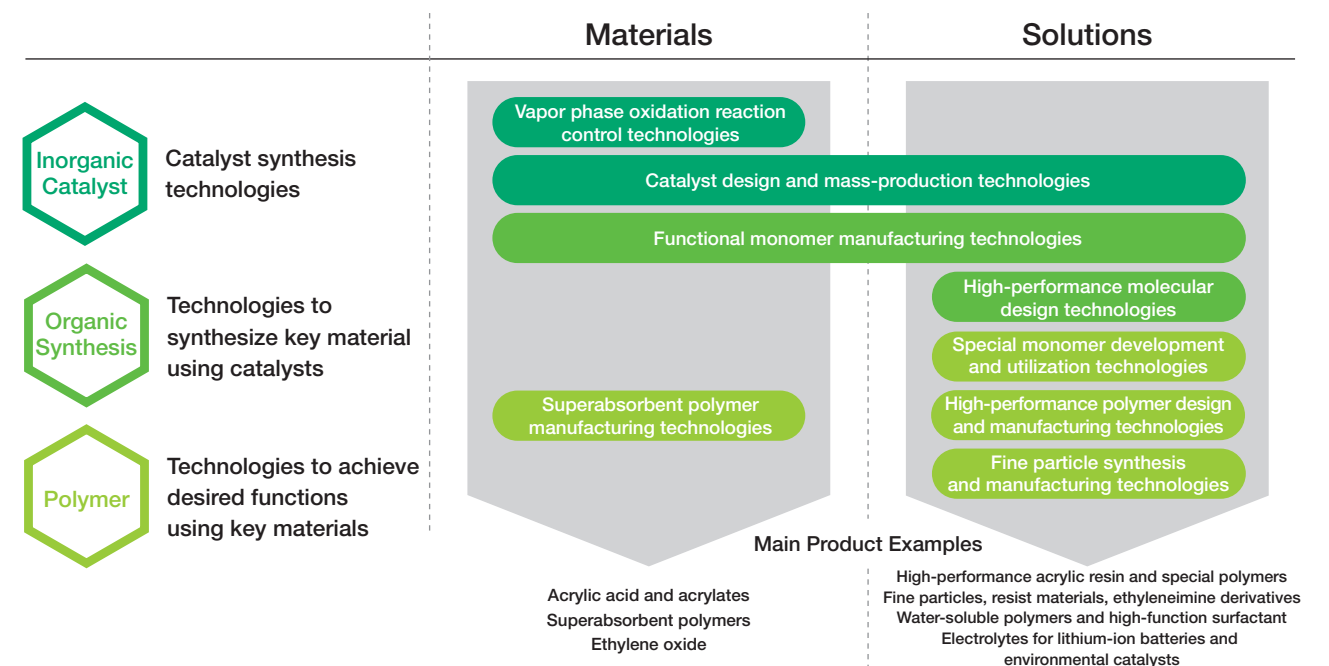 Materials
Solutions
Inorganic
Catalyst
Catalyst synthesis
technologies
Vapor phase oxidation reaction
control technologies
Catalyst design and mass-production technologies
Functional monomer manufacturing technologies
Organic
Synthesis
Technologies to
synthesize key material
using catalysts
High-performance molecular
design technologies
Special monomer development
and utilization technologies
Superabsorbent polymer
manufacturing technologies
High-performance polymer design
and manufacturing technologies
Polymer
Technologies to achieve
desired functions
using key materials
Fine particle synthesis
and manufacturing technologies
Main Product Examples
Acrylic acid and acrylates
Superabsorbent polymers
Ethylene oxide
High-performance acrylic resin and special polymers
Fine particles, resist materials, ethyleneimine derivatives
Water-soluble polymers and high-function surfactant
Electrolytes for lithium-ion batteries and
environmental catalysts